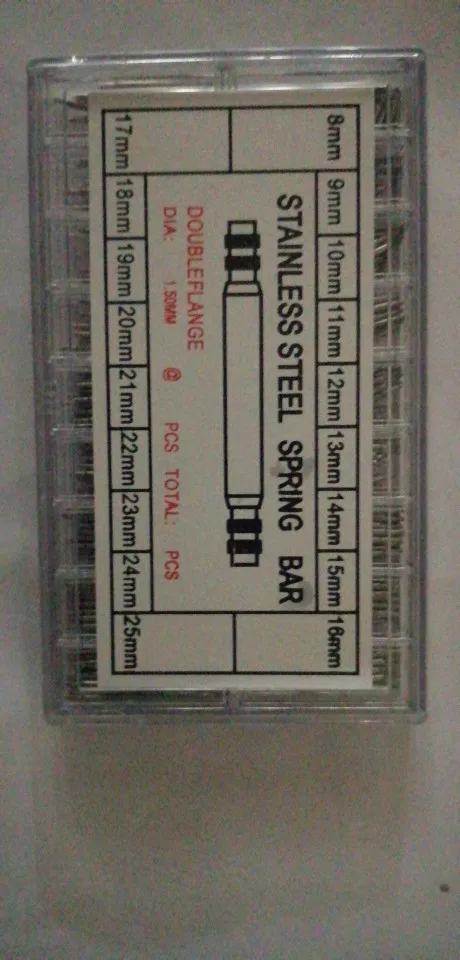 8mm 9mm 10mm 11mm 12mm 13mm 14mm 15mm 16mm
STAINLESS STEEL SPRING BAR
DOUBLEFLANGE
DIA: 1.50MM @ PCS TOTAL: PCS
17mm 18mm 19mm 20mm 21mm 22mm 23mm 24mm 25mm